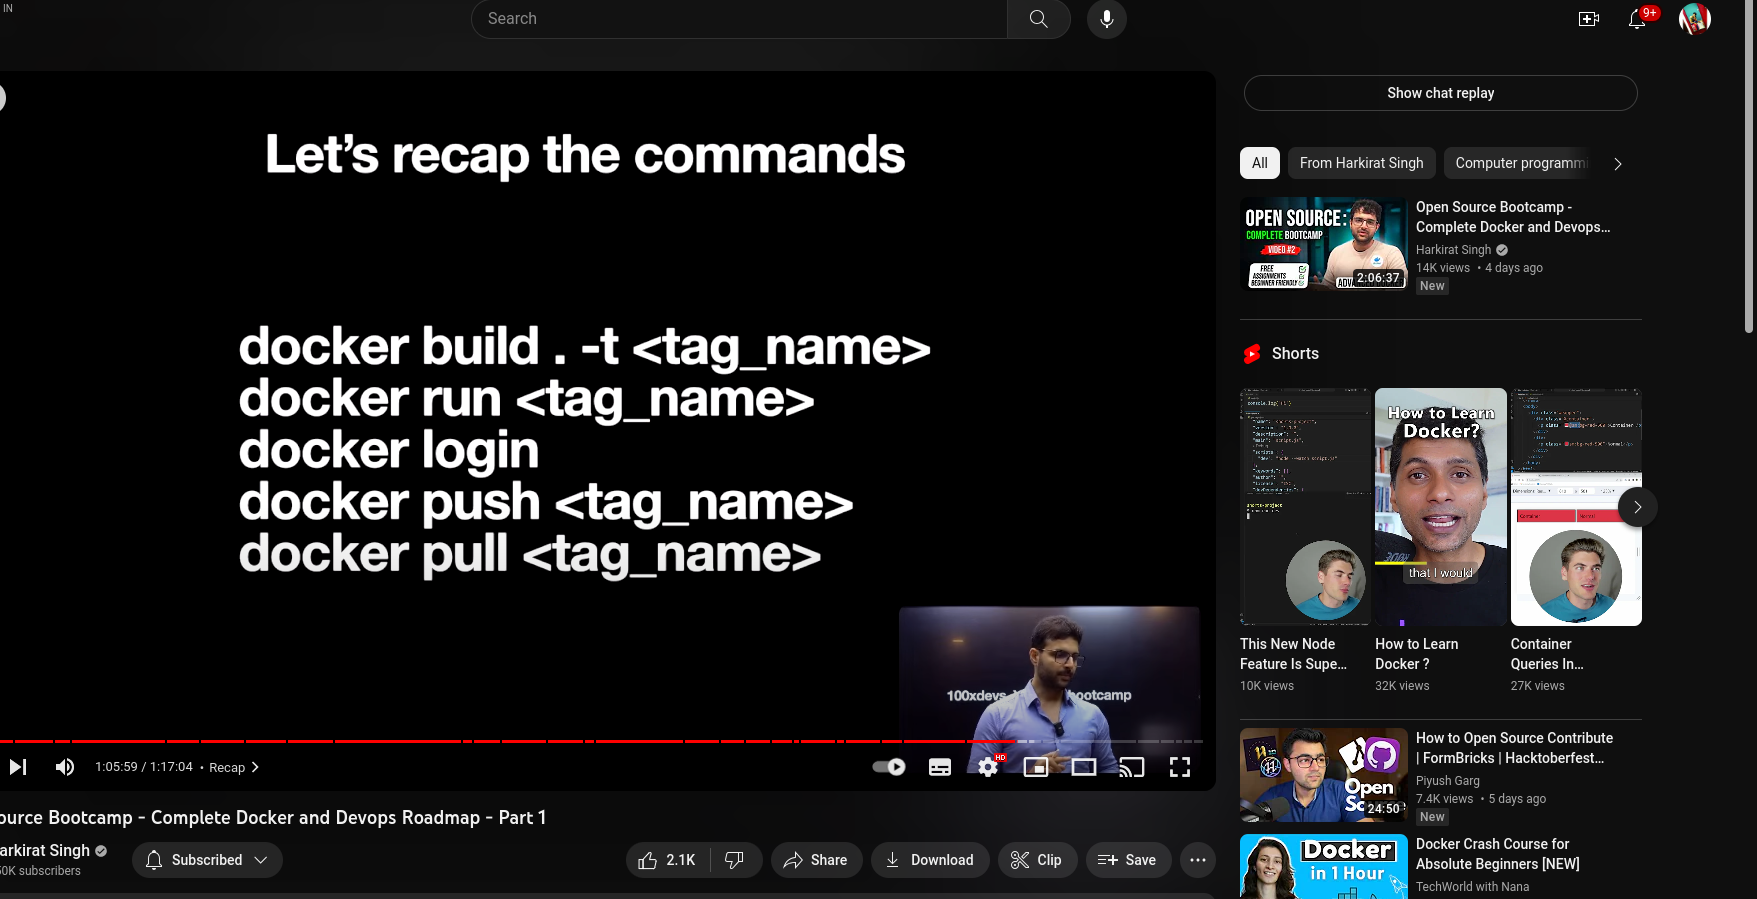 IN
Search
9+
Let's recap the commands
docker build . -t <tag_name>
docker run <tag_name>
docker login
docker push <tag_name>
docker pull <tag_name>
100xdevs
bootcamp
1:05:59 / 1:17:04 • Recap
HD
ource Bootcamp - Complete Docker and Devops Roadmap - Part 1
arkirat Singh
0K subscribers
Subscribed
2.1K
Share
Download
Clip
Save
Show chat replay
All
From Harkirat Singh
Computer programmi
OPEN SOURCE:
COMPLETE BOOTCAMP
VIDEO #2
FREE
ASSIGNMENTS
BEGINNER FRIENDLY
2:06:37
Open Source Bootcamp -
Complete Docker and Devops...
Harkirat Singh
14K views • 4 days ago
New
Shorts
How to Learn
Docker?
that I would
This New Node
Feature Is Supe...
10K views
How to Learn
Docker ?
32K views
Container
Queries In...
27K views
Open
24:50
How to Open Source Contribute
| FormBricks | Hacktoberfest...
Piyush Garg
7.4K views • 5 days ago
New
Docker
in 1 Hour
Docker Crash Course for
Absolute Beginners [NEW]
TechWorld with Nana